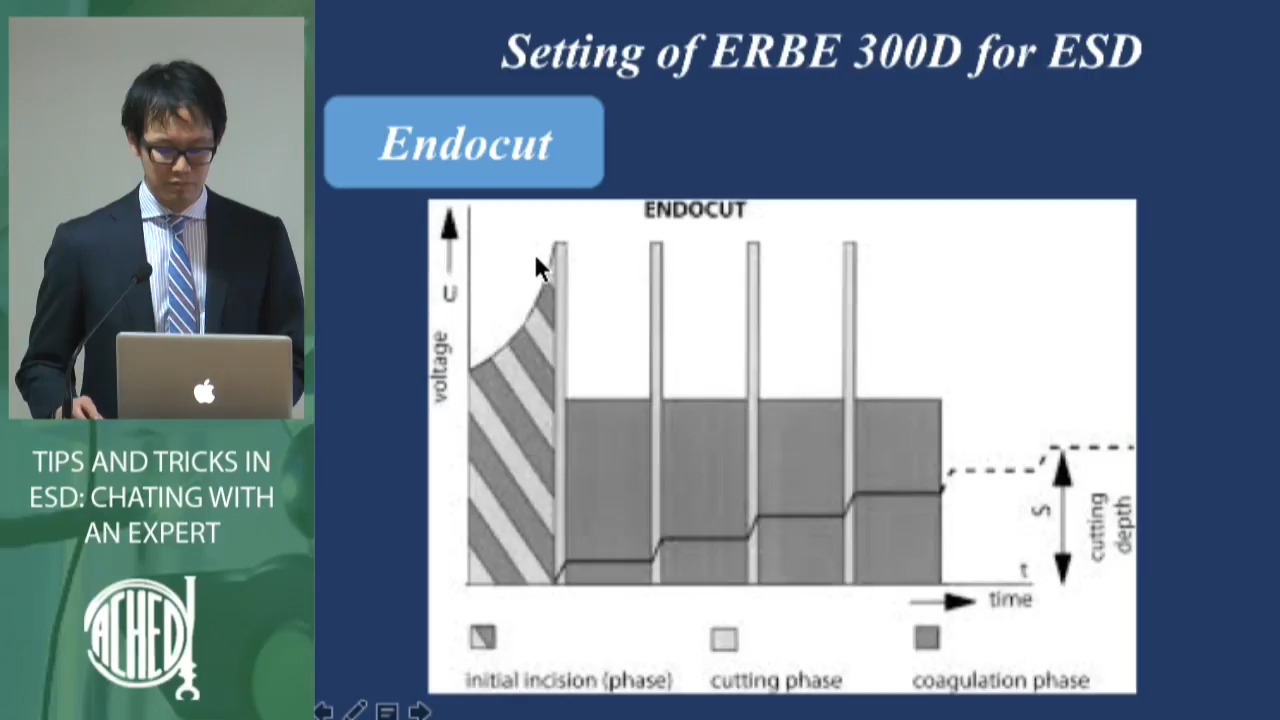 Setting of ERBE 300D for ESD
Endocut
ENDOCUT
U
voltage
S
cutting
depth
t
time
initial incision (phase)
cutting phase
coagulation phase
TIPS AND TRICKS IN
ESD: CHATING WITH
AN EXPERT
ACHED